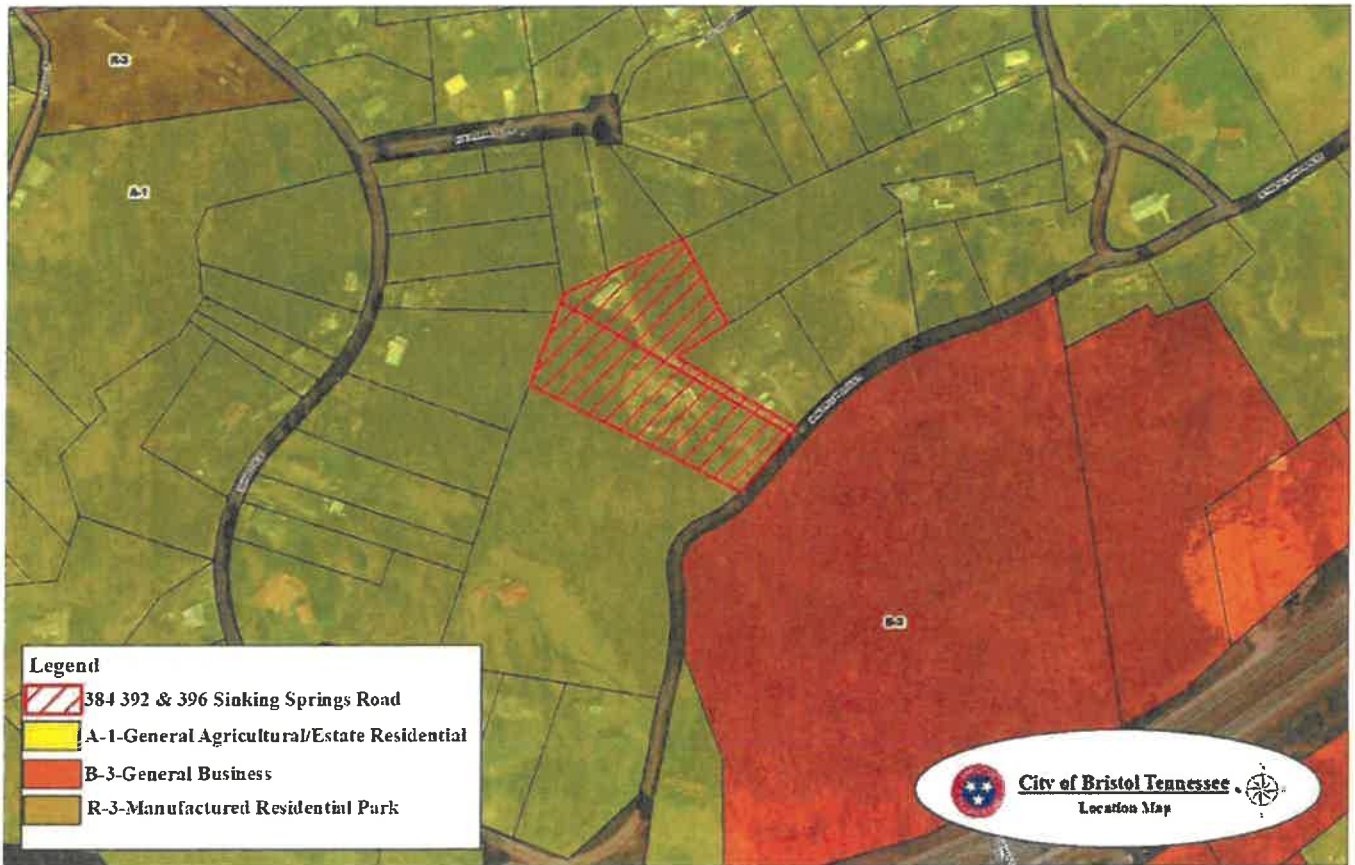 R-3
A-1
B-3
Legend
384 392 & 396 Sinking Springs Road
A-1-General Agricultural/Estate Residential
B-3-General Business
R-3-Manufactured Residential Park
City of Bristol Tennessee
Location Map